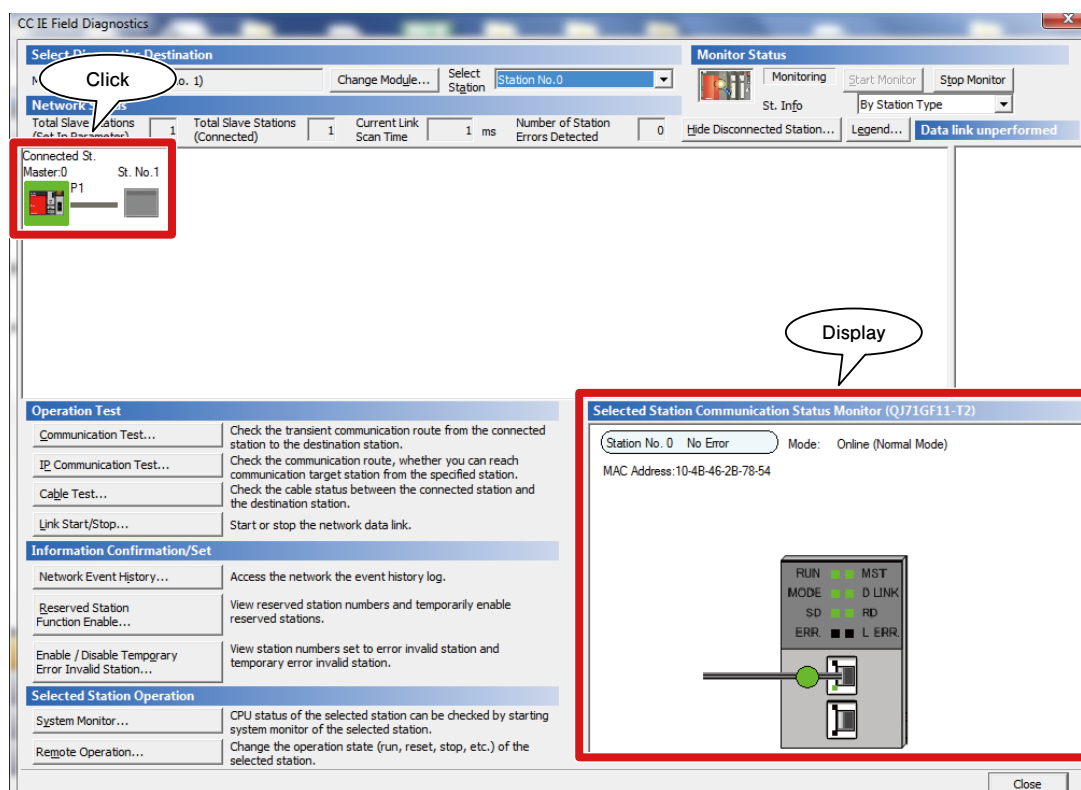 CC IE Field Diagnostics
Select Diagnostics Destination
Monitor Status
Click
o. 1)
Change Module...
Select Station
Station No.0
Monitoring
Start Monitor
Stop Monitor
St. Info
By Station Type
Network Status
Total Slave Stations (Set In Parameter)
1
Total Slave Stations (Connected)
1
Current Link Scan Time
1 ms
Number of Station Errors Detected
0
Hide Disconnected Station...
Legend...
Data link unperformed
Connected St.
Master:0 St. No.1
P1
Display
Operation Test
Communication Test...
Check the transient communication route from the connected
station to the destination station.
IP Communication Test...
Check the communication route, whether you can reach
communication target station from the specified station.
Cable Test...
Check the cable status between the connected station and
the destination station.
Link Start/Stop...
Start or stop the network data link.
Information Confirmation/Set
Network Event History...
Access the network the event history log.
Reserved Station
Function Enable...
View reserved station numbers and temporarily enable
reserved stations.
Enable / Disable Temporary
Error Invalid Station...
View station numbers set to error invalid station and
temporary error invalid station.
Selected Station Operation
System Monitor...
CPU status of the selected station can be checked by starting
system monitor of the selected station.
Remote Operation...
Change the operation state (run, reset, stop, etc.) of the
selected station.
Selected Station Communication Status Monitor (QJ71GF11-T2)
Station No. 0 No Error
Mode: Online (Normal Mode)
MAC Address:10-4B-46-2B-78-54
RUN MST
MODE D LINK
SD RD
ERR. L ERR.
Close